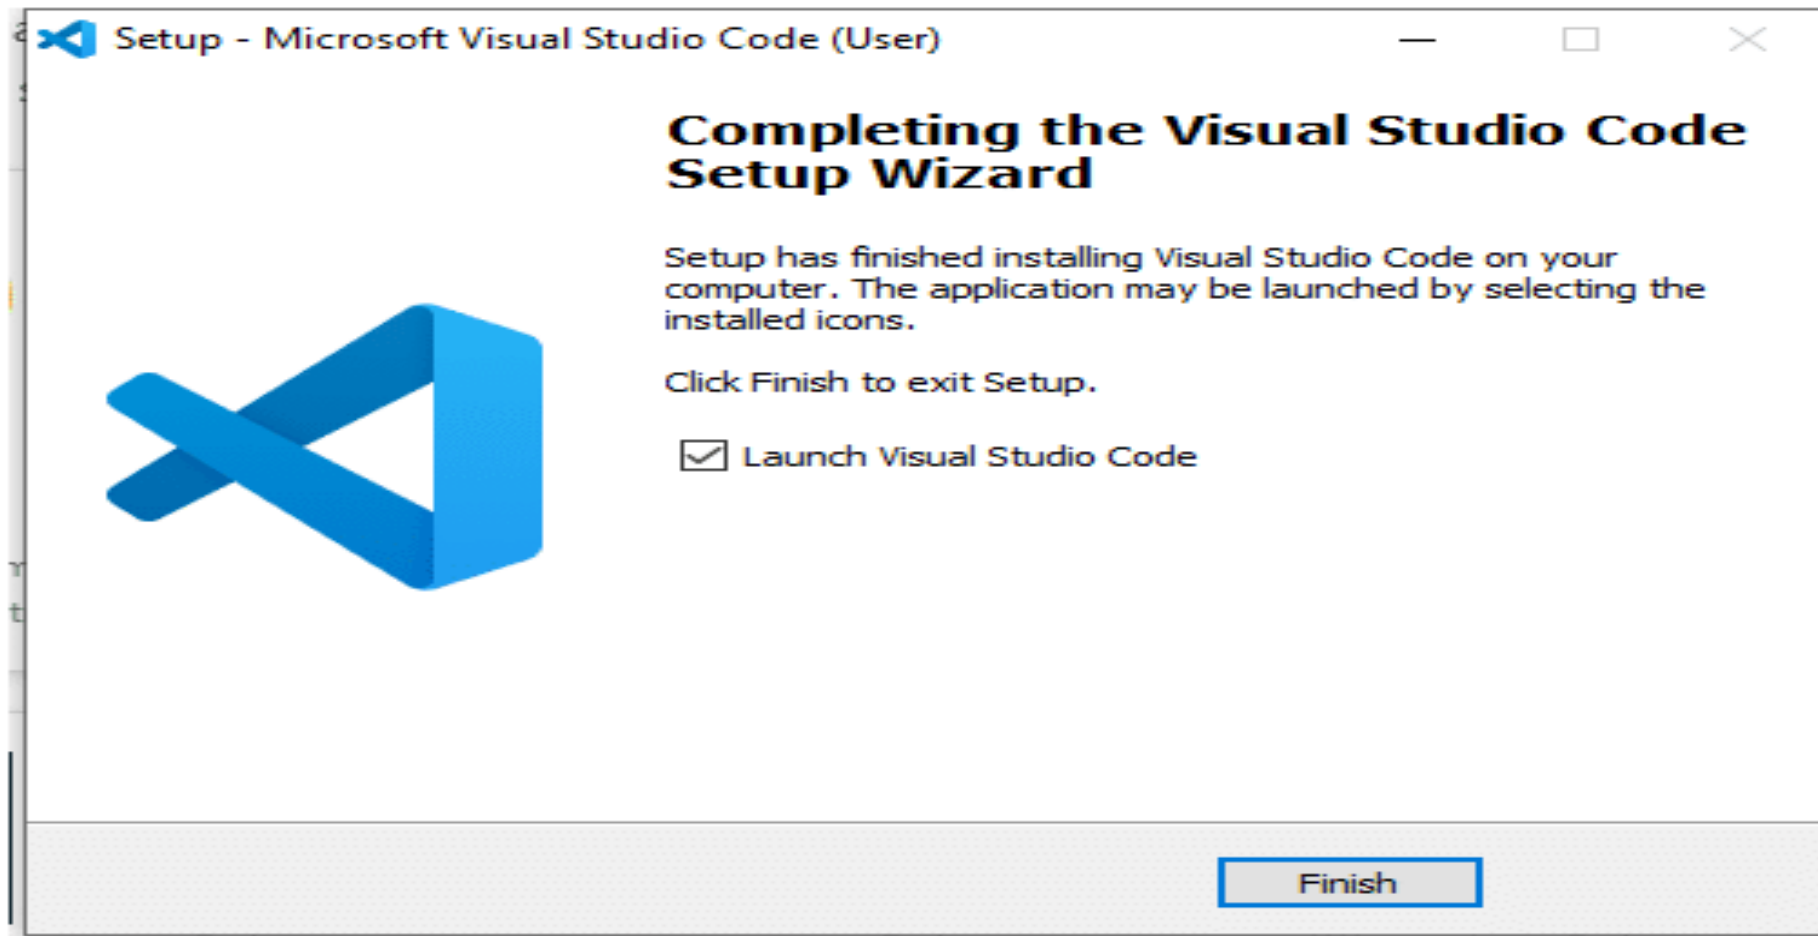 Setup - Microsoft Visual Studio Code (User)
Completing the Visual Studio Code
Setup Wizard
Setup has finished installing Visual Studio Code on your
computer. The application may be launched by selecting the
installed icons.
Click Finish to exit Setup.
Launch Visual Studio Code
Finish